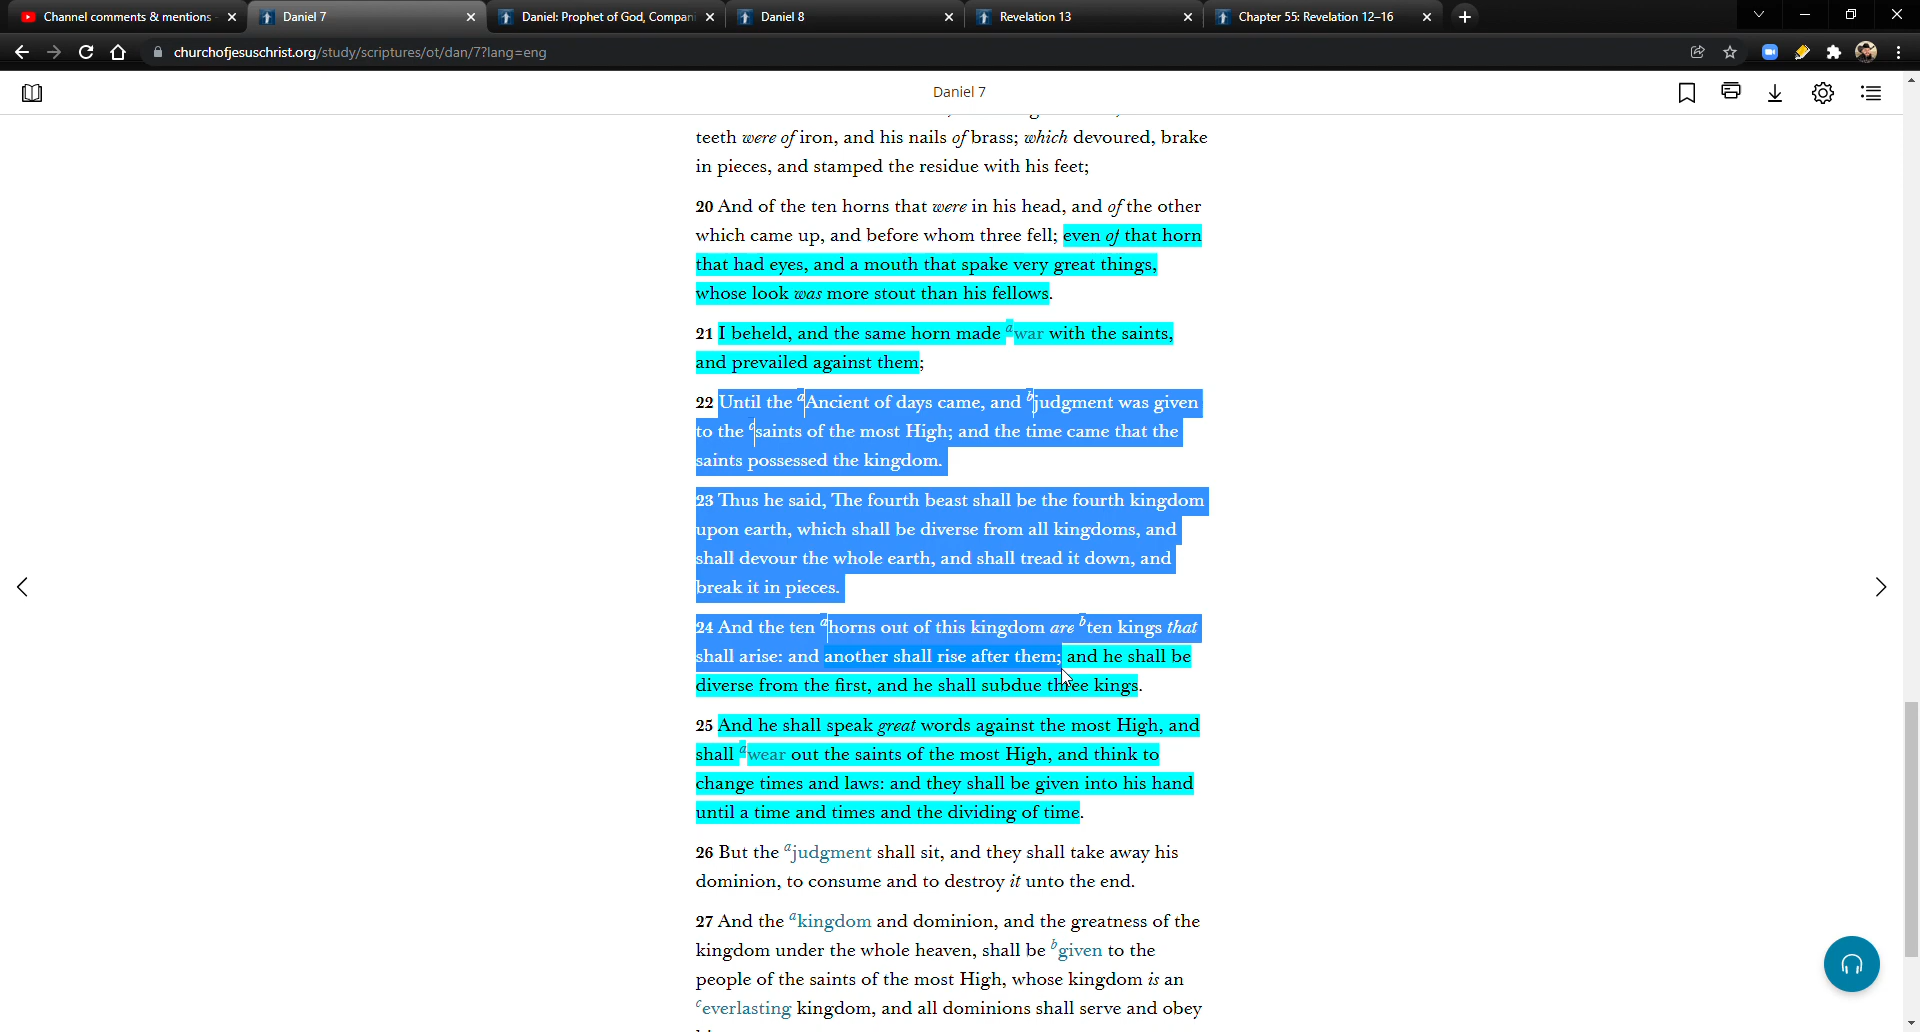 Channel comments & mentions
Daniel 7
Daniel: Prophet of God, Compani
Daniel 8
Revelation 13
Chapter 55: Revelation 12–16
churchofjesuschrist.org/study/scriptures/ot/dan/7?lang=eng
Daniel 7
teeth were of iron, and his nails of brass; which devoured, brake
in pieces, and stamped the residue with his feet;
20 And of the ten horns that were in his head, and of the other
which came up, and before whom three fell; even of that horn
that had eyes, and a mouth that spake very great things,
whose look was more stout than his fellows.
21 I beheld, and the same horn made a war with the saints,
and prevailed against them;
22 Until the a Ancient of days came, and b judgment was given
to the c saints of the most High; and the time came that the
saints possessed the kingdom.
23 Thus he said, The fourth beast shall be the fourth kingdom
upon earth, which shall be diverse from all kingdoms, and
shall devour the whole earth, and shall tread it down, and
break it in pieces.
24 And the ten a horns out of this kingdom are b ten kings that
shall arise: and another shall rise after them; and he shall be
diverse from the first, and he shall subdue three kings.
25 And he shall speak great words against the most High, and
shall a wear out the saints of the most High, and think to
change times and laws: and they shall be given into his hand
until a time and times and the dividing of time.
26 But the a judgment shall sit, and they shall take away his
dominion, to consume and to destroy it unto the end.
27 And the a kingdom and dominion, and the greatness of the
kingdom under the whole heaven, shall be b given to the
people of the saints of the most High, whose kingdom is an
c everlasting kingdom, and all dominions shall serve and obey